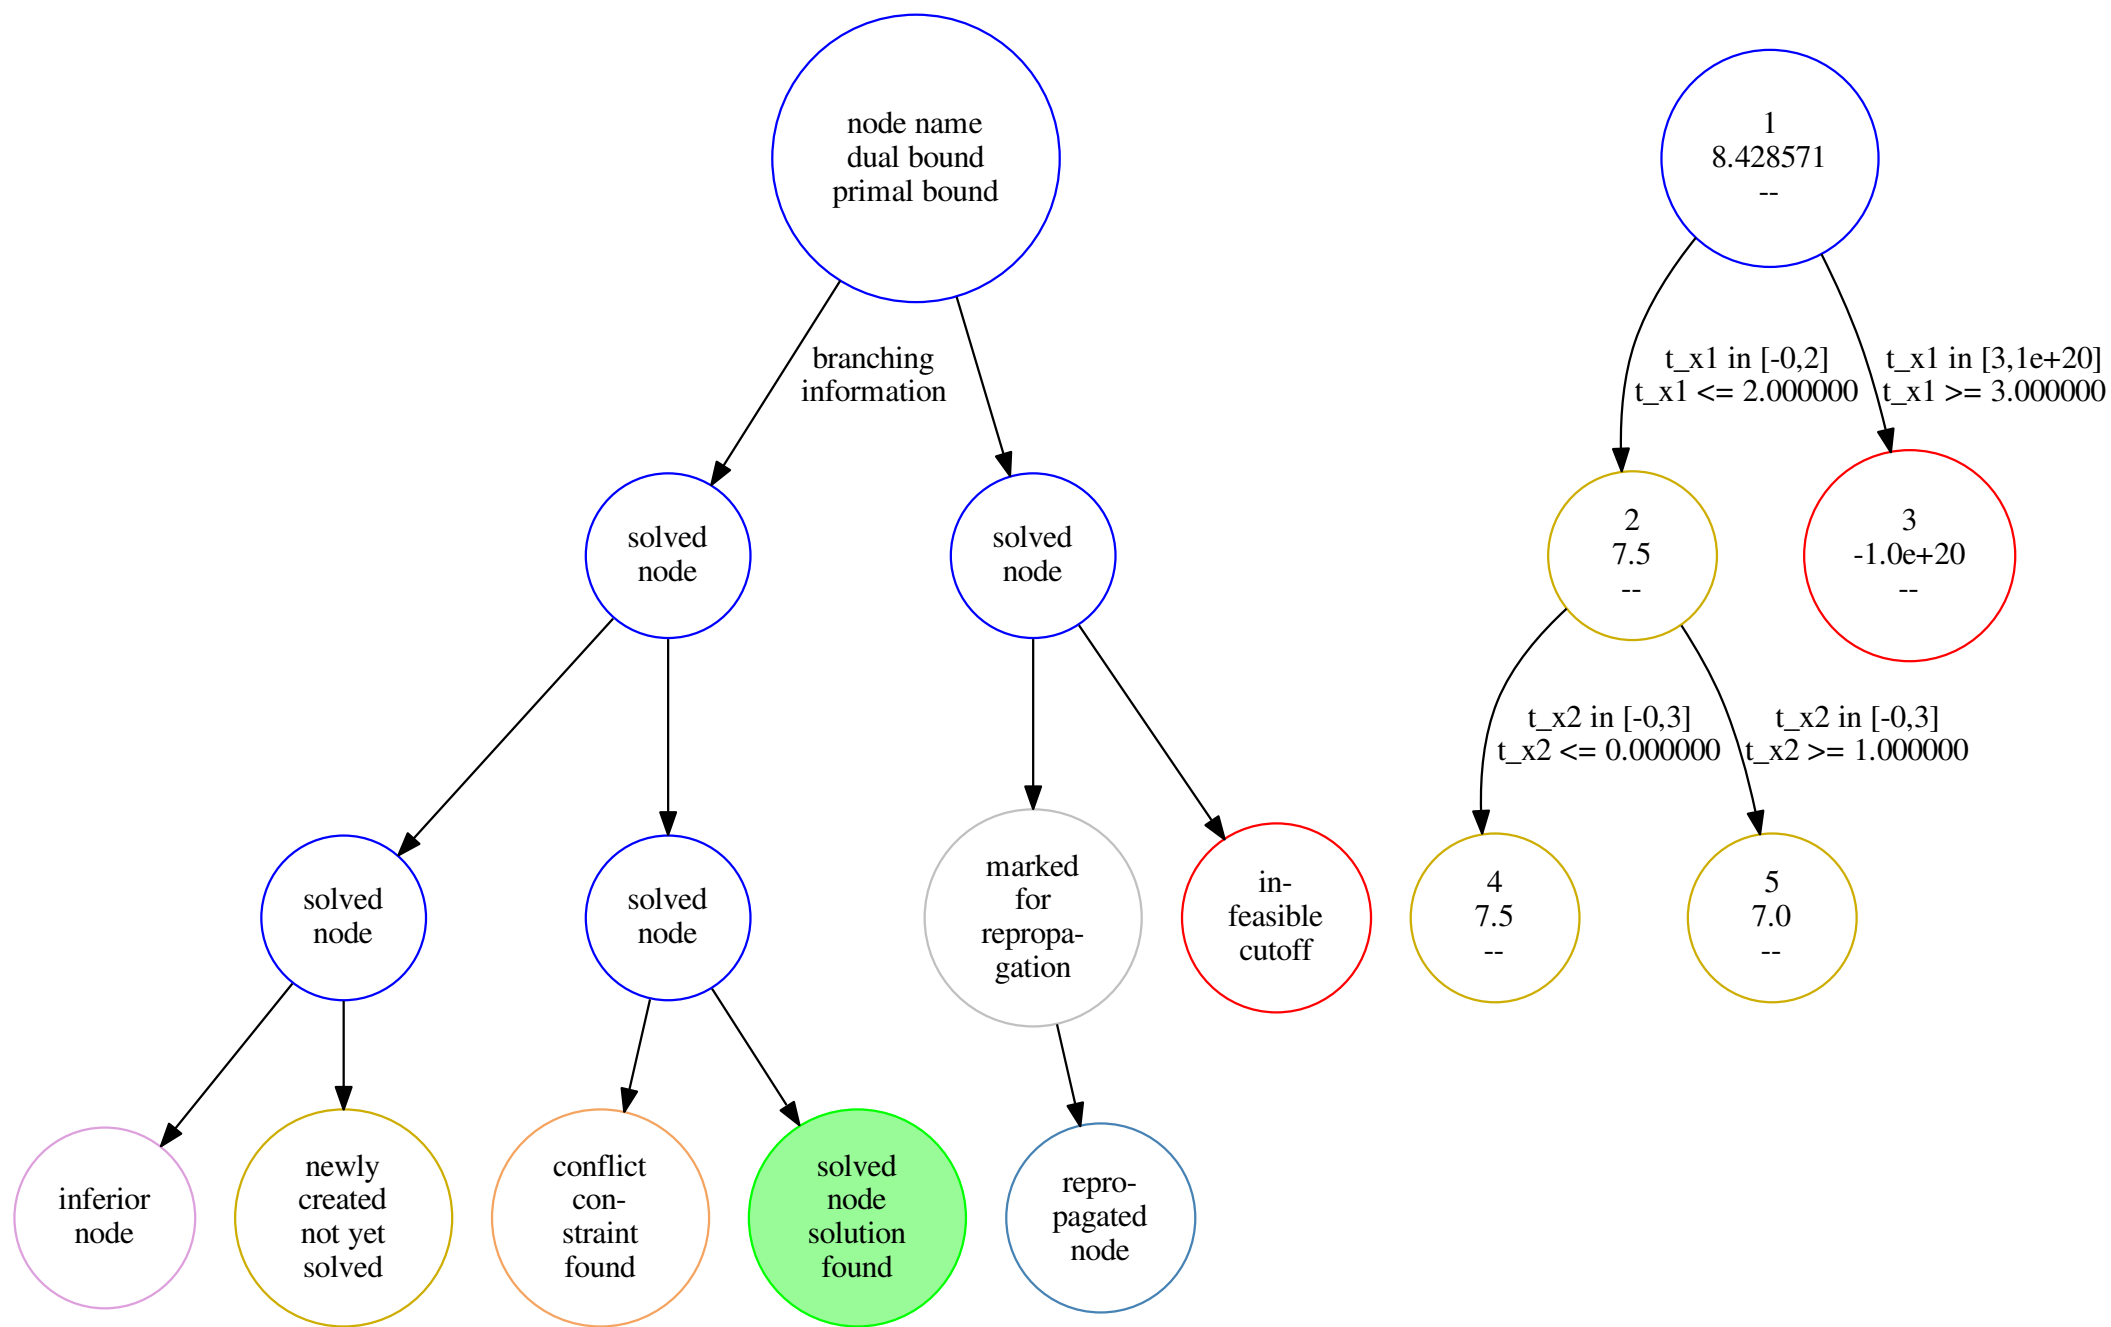 node name
dual bound
primal bound
branching
information
solved
node
solved
node
solved
node
solved
node
marked
for
repropa-
gation
in-
feasible
cutoff
inferior
node
newly
created
not yet
solved
conflict
con-
straint
found
solved
node
solution
found
repro-
pagated
node
1
8.428571
--
t_x1 in [-0,2]
t_x1 <= 2.000000
t_x1 in [3,1e+20]
t_x1 >= 3.000000
2
7.5
--
3
-1.0e+20
--
t_x2 in [-0,3]
t_x2 <= 0.000000
t_x2 in [-0,3]
t_x2 >= 1.000000
4
7.5
--
5
7.0
--